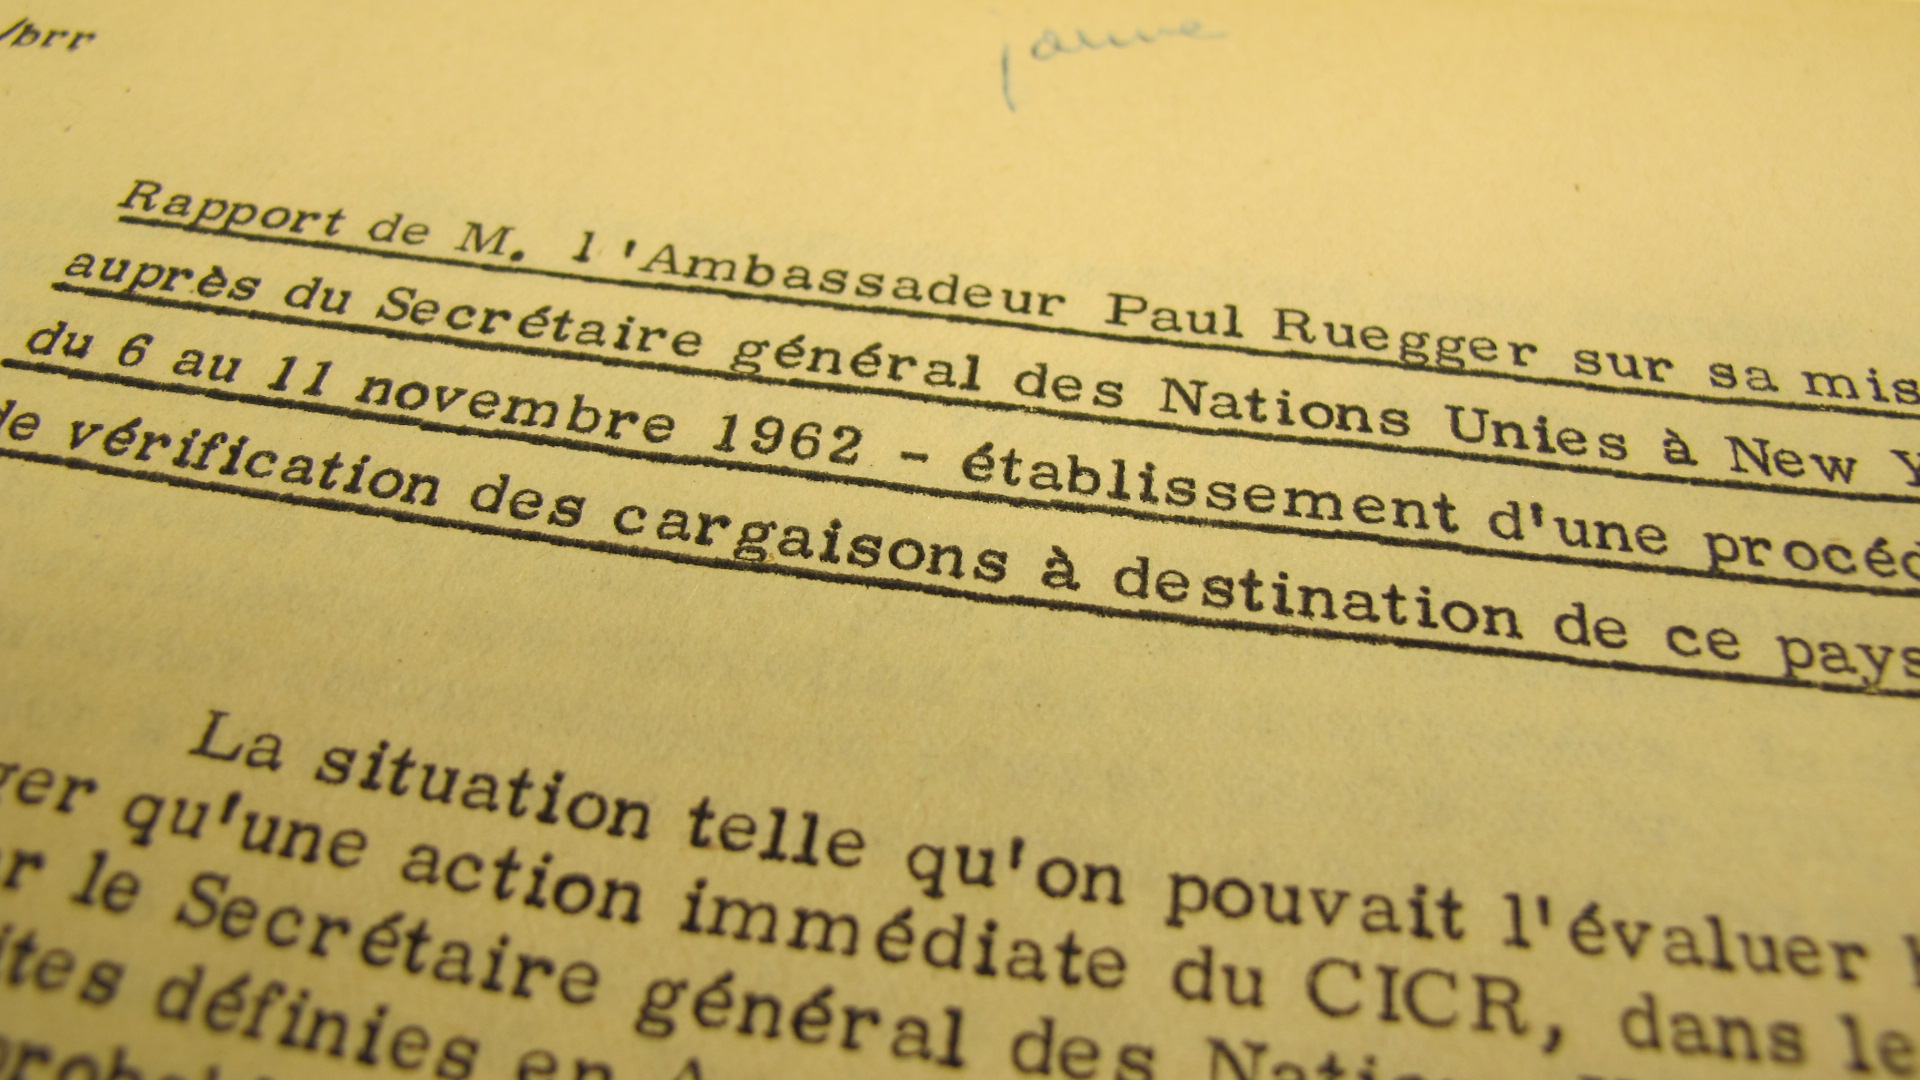 /brr
jaune
Rapport de M. l'Ambassadeur Paul Ruegger sur sa mis
auprès du Secrétaire général des Nations Unies à New Y
du 6 au 11 novembre 1962 - établissement d'une procéd
de vérification des cargaisons à destination de ce pays
La situation telle qu'on pouvait l'évaluer
ger qu'une action immédiate du CICR, dans le
r le Secrétaire général des
ites définies en